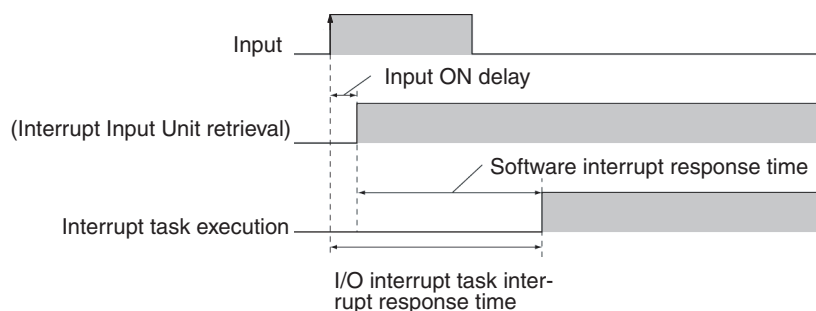 Input
Input ON delay
(Interrupt Input Unit retrieval)
Software interrupt response time
Interrupt task execution
I/O interrupt task inter-
rupt response time